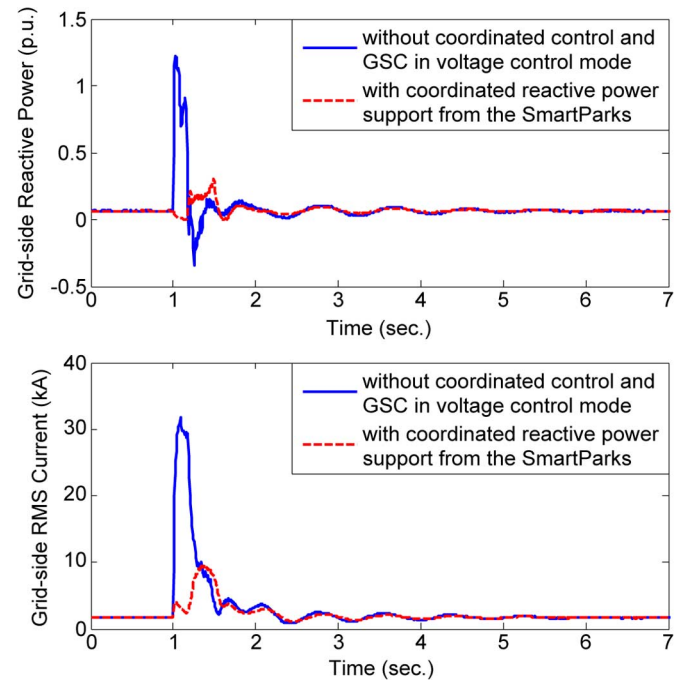 Grid-side Reactive Power (p.u.)
1.5
1
0.5
0
-0.5
without coordinated control and
GSC in voltage control mode
with coordinated reactive power
support from the SmartParks
0 1 2 3 4 5 6 7
Time (sec.)
Grid-side RMS Current (kA)
40
30
20
10
0
without coordinated control and
GSC in voltage control mode
with coordinated reactive power
support from the SmartParks
0 1 2 3 4 5 6 7
Time (sec.)